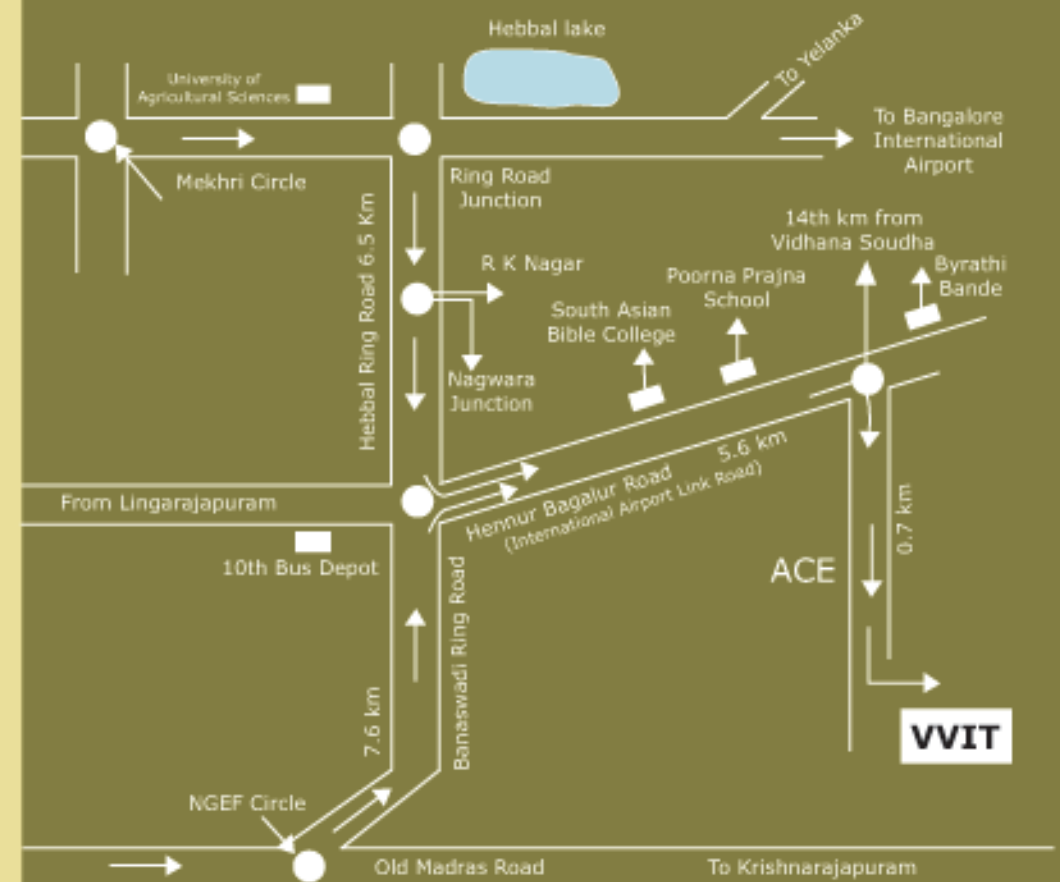 Hebbal lake
To Yelanka
University of
Agricultural Sciences
To Bangalore
International
Airport
Mekhri Circle
Ring Road
Junction
Hebbal Ring Road 6.5 Km
14th km from
Vidhana Soudha
R K Nagar
Byrathi
Bande
Poorna Prajna
School
South Asian
Bible College
Nagwara
Junction
5.6 km
Hennur Bagalur Road
(International Airport Link Road)
From Lingarajapuram
0.7 km
10th Bus Depot
ACE
Banaswadi Ring Road
7.6 km
VVIT
NGEF Circle
Old Madras Road
To Krishnarajapuram